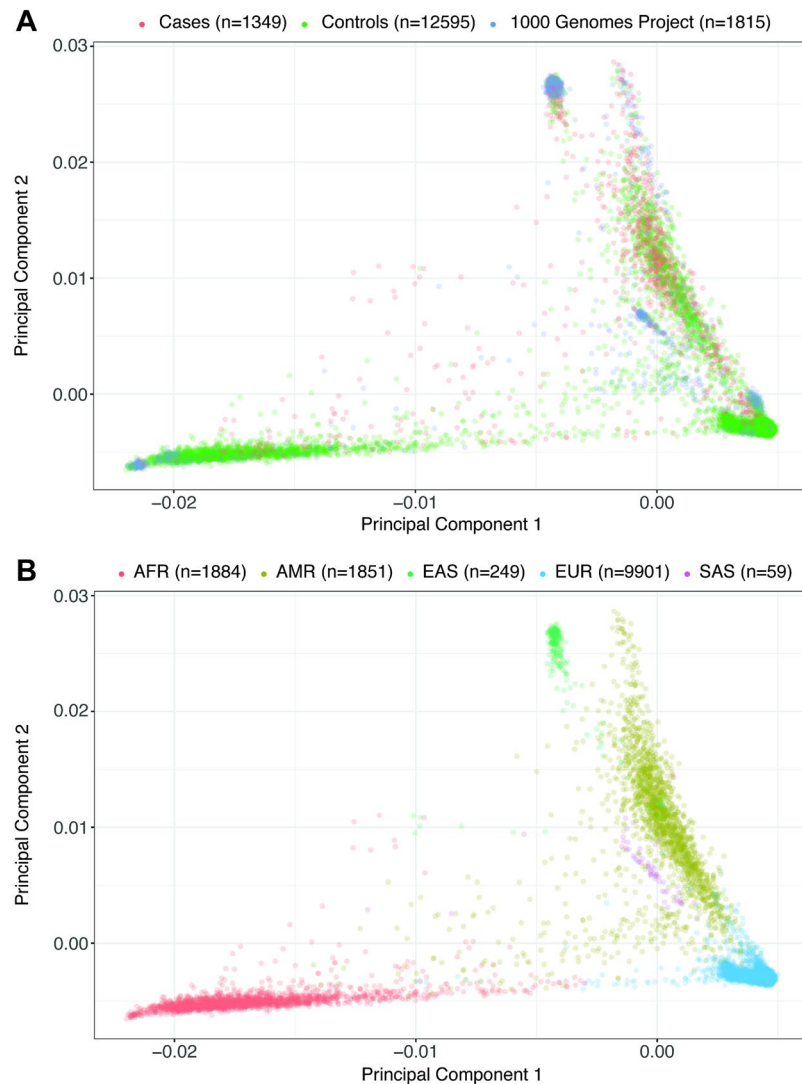 A
Cases (n=1349) Controls (n=12595) 1000 Genomes Project (n=1815)
0.03
0.02
0.01
0.00
Principal Component 2
−0.02 −0.01 0.00
Principal Component 1
B
AFR (n=1884) AMR (n=1851) EAS (n=249) EUR (n=9901) SAS (n=59)
0.03
0.02
0.01
0.00
Principal Component 2
−0.02 −0.01 0.00
Principal Component 1